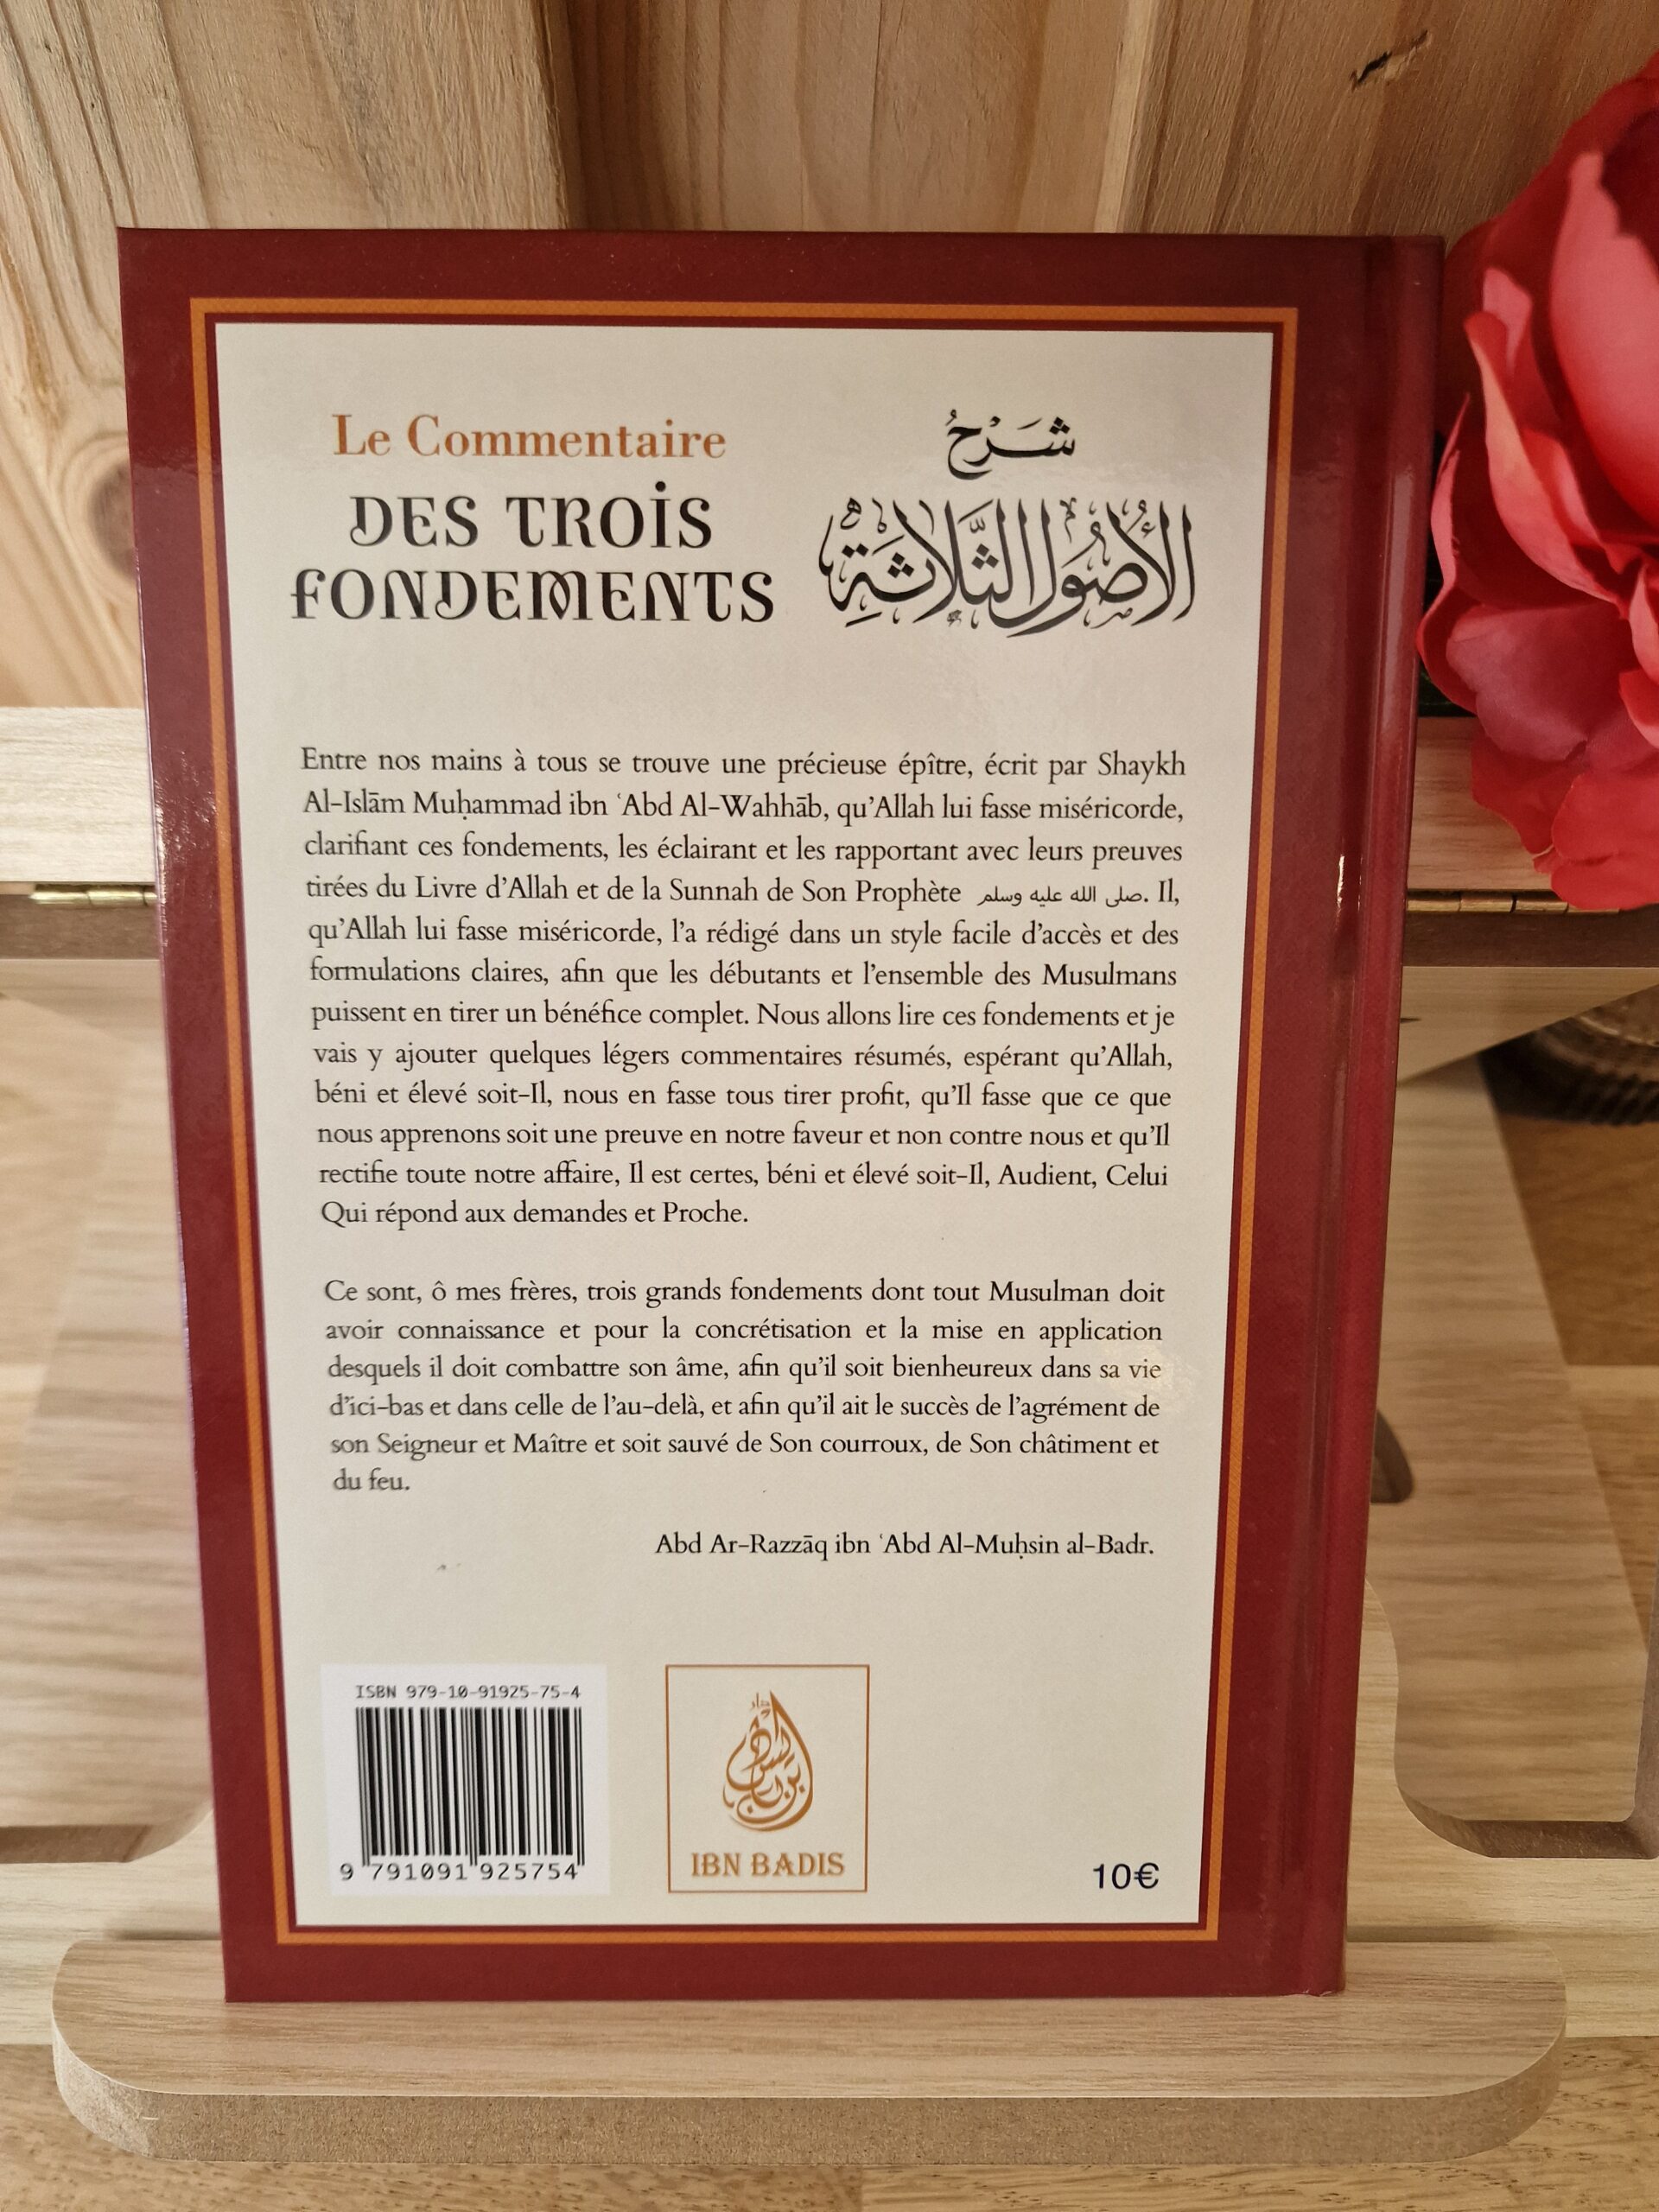 Le Commentaire
DES TROIS
FONDEMENTS
شَرْحُ
الأُصُولِ الثَّلَاثَةِ
Entre nos mains à tous se trouve une précieuse épître, écrit par Shaykh
Al-Islām Muḥammad ibn ʿAbd Al-Wahhāb, qu’Allah lui fasse miséricorde,
clarifiant ces fondements, les éclairant et les rapportant avec leurs preuves
tirées du Livre d’Allah et de la Sunnah de Son Prophète صلى الله عليه وسلم. Il,
qu’Allah lui fasse miséricorde, l’a rédigé dans un style facile d’accès et des
formulations claires, afin que les débutants et l’ensemble des Musulmans
puissent en tirer un bénéfice complet. Nous allons lire ces fondements et je
vais y ajouter quelques légers commentaires résumés, espérant qu’Allah,
béni et élevé soit-Il, nous en fasse tous tirer profit, qu’Il fasse que ce que
nous apprenons soit une preuve en notre faveur et non contre nous et qu’Il
rectifie toute notre affaire, Il est certes, béni et élevé soit-Il, Audient, Celui
Qui répond aux demandes et Proche.
Ce sont, ô mes frères, trois grands fondements dont tout Musulman doit
avoir connaissance et pour la concrétisation et la mise en application
desquels il doit combattre son âme, afin qu’il soit bienheureux dans sa vie
d’ici-bas et dans celle de l’au-delà, et afin qu’il ait le succès de l’agrément de
son Seigneur et Maître et soit sauvé de Son courroux, de Son châtiment et
du feu.
Abd Ar-Razzāq ibn ʿAbd Al-Muḥsin al-Badr.
ISBN 979-10-91925-75-4
9 791091 925754
IBN BADIS
10€